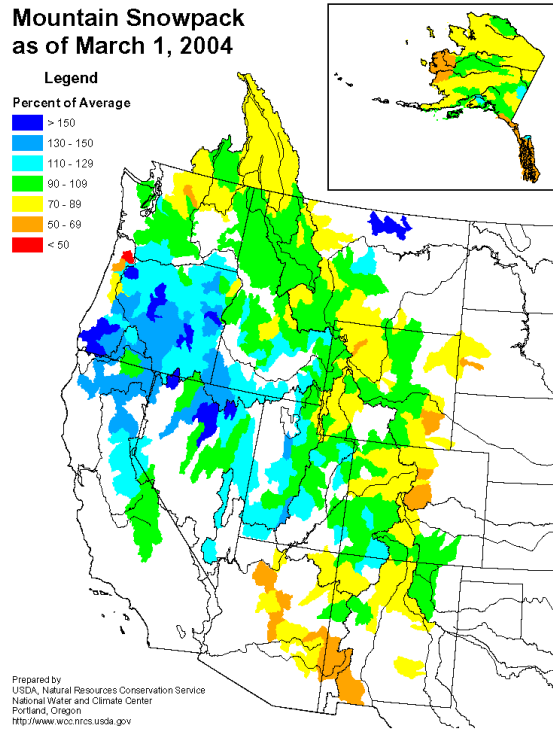 Mountain Snowpack
as of March 1, 2004
Legend
Percent of Average
> 150
130 - 150
110 - 129
90 - 109
70 - 89
50 - 69
< 50
Prepared by
USDA, Natural Resources Conservation Service
National Water and Climate Center
Portland, Oregon
http://www.wcc.nrcs.usda.gov